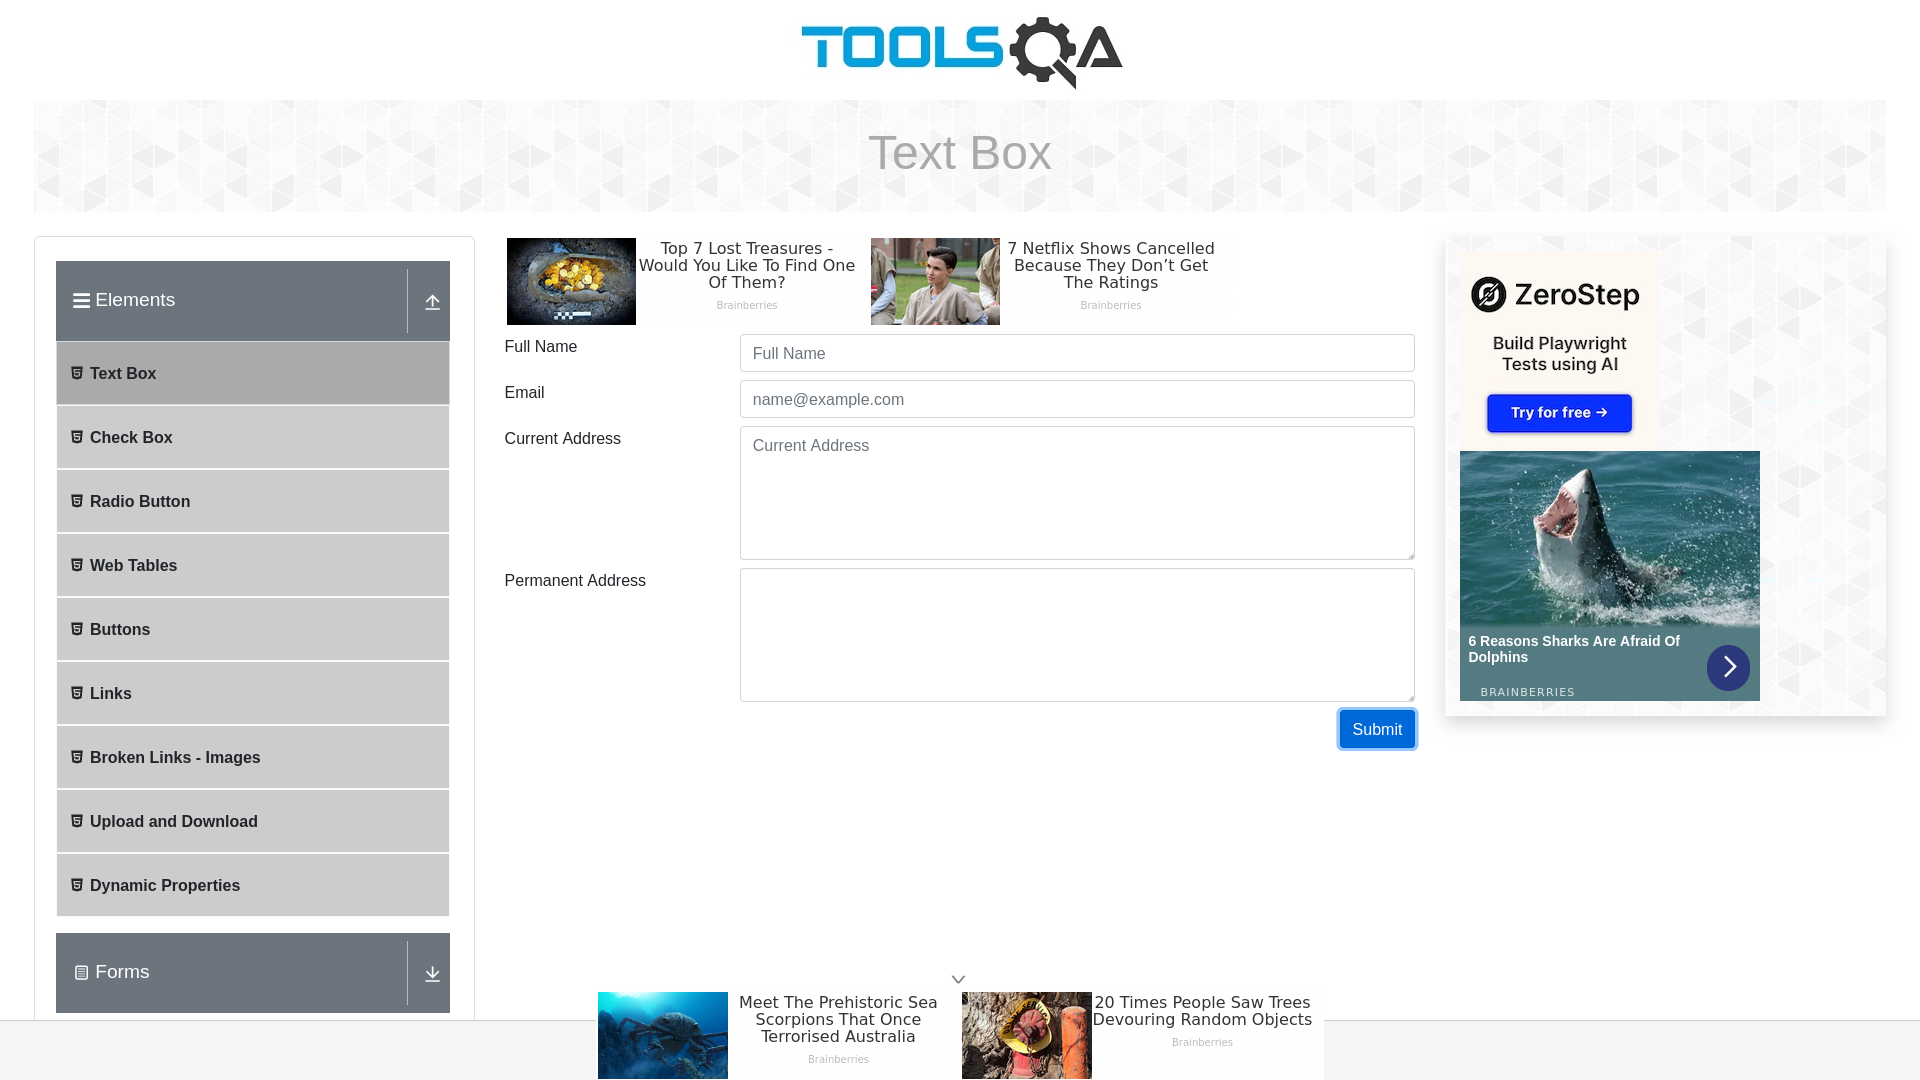 TOOLSQA
Text Box
Elements
Text Box
Check Box
Radio Button
Web Tables
Buttons
Links
Broken Links - Images
Upload and Download
Dynamic Properties
Forms
Top 7 Lost Treasures -
Would You Like To Find One
Of Them?
Brainberries
7 Netflix Shows Cancelled
Because They Don’t Get
The Ratings
Brainberries
Full Name
Full Name
Email
name@example.com
Current Address
Current Address
Permanent Address
Submit
ZeroStep
Build Playwright
Tests using AI
Try for free →
6 Reasons Sharks Are Afraid Of
Dolphins
BRAINBERRIES
Meet The Prehistoric Sea
Scorpions That Once
Terrorised Australia
Brainberries
20 Times People Saw Trees
Devouring Random Objects
Brainberries